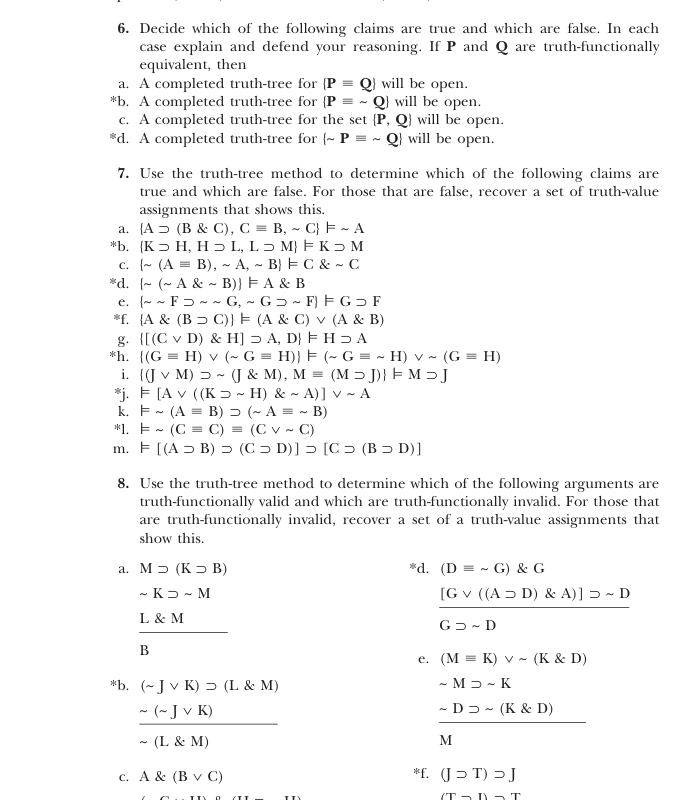 6. Decide which of the following claims are true and which are false. In each
case explain and defend your reasoning. If P and Q are truth-functionally
equivalent, then
a. A completed truth-tree for {P ≡ Q} will be open.
*b. A completed truth-tree for {P ≡ ~ Q} will be open.
c. A completed truth-tree for the set {P, Q} will be open.
*d. A completed truth-tree for {~ P ≡ ~ Q} will be open.
7. Use the truth-tree method to determine which of the following claims are
true and which are false. For those that are false, recover a set of truth-value
assignments that shows this.
a. {A ⊃ (B & C), C ≡ B, ~ C} ⊨ ~ A
*b. {K ⊃ H, H ⊃ L, L ⊃ M} ⊨ K ⊃ M
c. {~ (A ≡ B), ~ A, ~ B} ⊨ C & ~ C
*d. {~ (~ A & ~ B)} ⊨ A & B
e. {~ ~ F ⊃ ~ ~ G, ~ G ⊃ ~ F} ⊨ G ⊃ F
*f. {A & (B ⊃ C)} ⊨ (A & C) ∨ (A & B)
g. {[(C ∨ D) & H] ⊃ A, D} ⊨ H ⊃ A
*h. {(G ≡ H) ∨ (~ G ≡ H)} ⊨ (~ G ≡ ~ H) ∨ ~ (G ≡ H)
i. {(J ∨ M) ⊃ ~ (J & M), M ≡ (M ⊃ J)} ⊨ M ⊃ J
*j. ⊨ [A ∨ ((K ⊃ ~ H) & ~ A)] ∨ ~ A
k. ⊨ ~ (A ≡ B) ⊃ (~ A ≡ ~ B)
*l. ⊨ ~ (C ≡ C) ≡ (C ∨ ~ C)
m. ⊨ [(A ⊃ B) ⊃ (C ⊃ D)] ⊃ [C ⊃ (B ⊃ D)]
8. Use the truth-tree method to determine which of the following arguments are
truth-functionally valid and which are truth-functionally invalid. For those that
are truth-functionally invalid, recover a set of a truth-value assignments that
show this.
a. M ⊃ (K ⊃ B)
~ K ⊃ ~ M
L & M
B
*b. (~ J ∨ K) ⊃ (L & M)
~ (~ J ∨ K)
~ (L & M)
c. A & (B ∨ C)
*d. (D ≡ ~ G) & G
[G ∨ ((A ⊃ D) & A)] ⊃ ~ D
G ⊃ ~ D
e. (M ≡ K) ∨ ~ (K & D)
~ M ⊃ ~ K
~ D ⊃ ~ (K & D)
M
*f. (J ⊃ T) ⊃ J